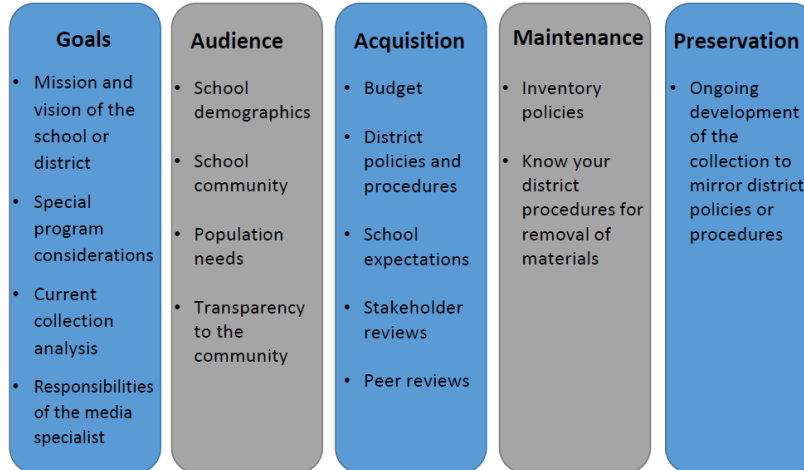 Goals
• Mission and
vision of the
school or
district
• Special
program
considerations
• Current
collection
analysis
• Responsibilities
of the media
specialist
Audience
• School
demographics
• School
community
• Population
needs
• Transparency
to the
community
Acquisition
• Budget
• District
policies and
procedures
• School
expectations
• Stakeholder
reviews
• Peer reviews
Maintenance
• Inventory
policies
• Know your
district
procedures for
removal of
materials
Preservation
• Ongoing
development
of the
collection to
mirror district
policies or
procedures